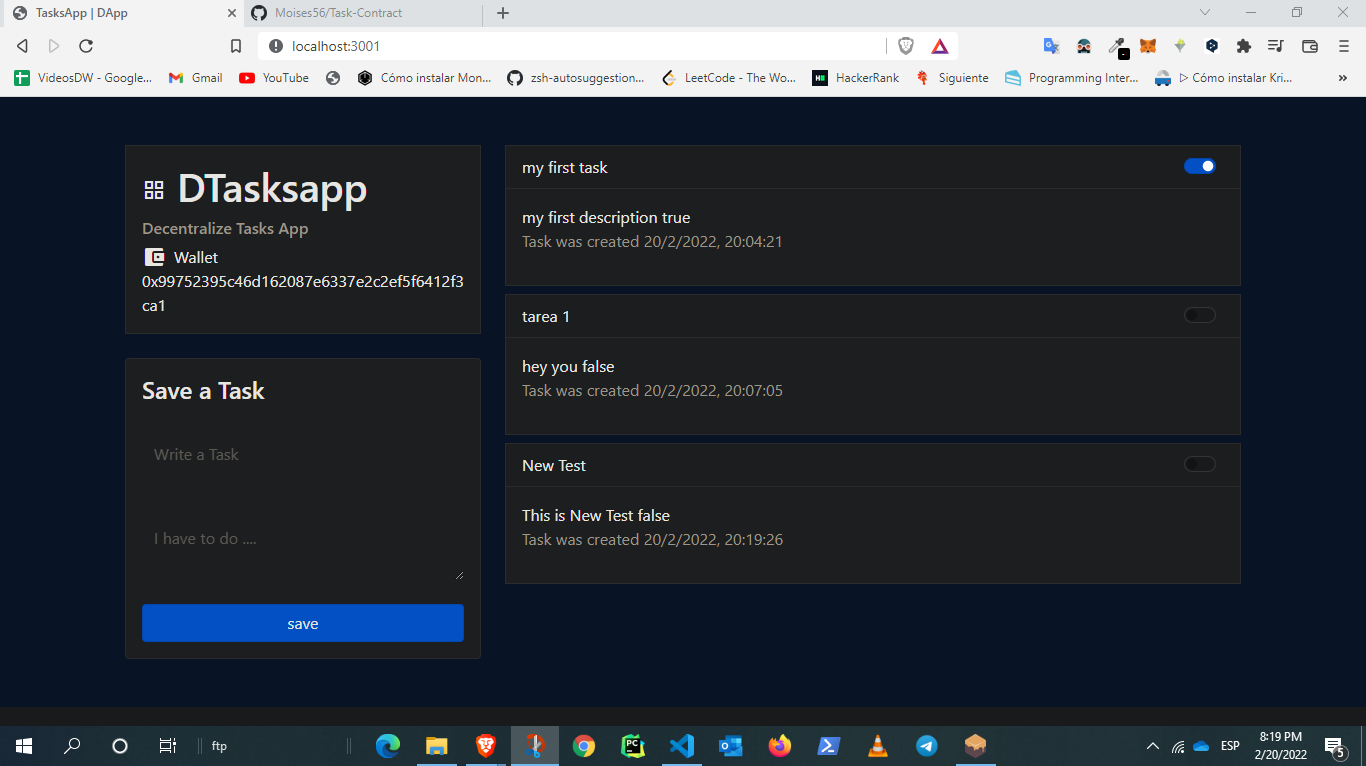 TasksApp | DApp
Moises56/Task-Contract
localhost:3001
VideosDW - Google...
Gmail
YouTube
Cómo instalar Mon...
zsh-autosuggestion...
LeetCode - The Wo...
HackerRank
Siguiente
Programming Inter...
▷ Cómo instalar Kri...
»
DTasksapp
Decentralize Tasks App
Wallet
0x99752395c46d162087e6337e2c2ef5f6412f3
ca1
Save a Task
Write a Task
I have to do ....
save
my first task
my first description true
Task was created 20/2/2022, 20:04:21
tarea 1
hey you false
Task was created 20/2/2022, 20:07:05
New Test
This is New Test false
Task was created 20/2/2022, 20:19:26
ftp
PC
ESP
8:19 PM
2/20/2022
5